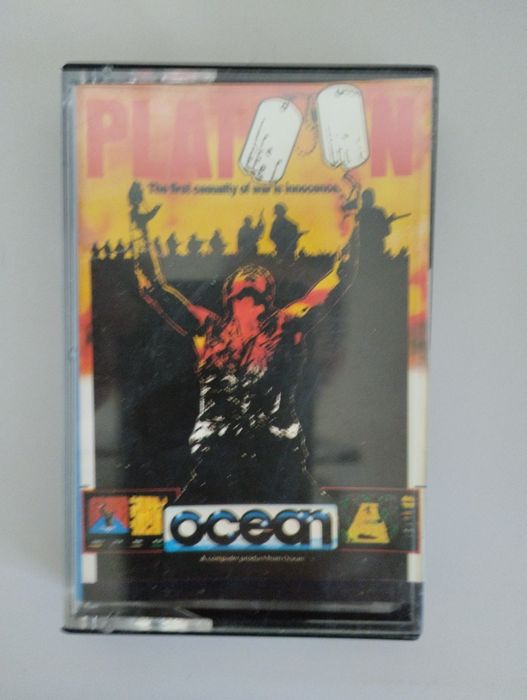 PLATOON
The first casualty of war is innocence.
ocean